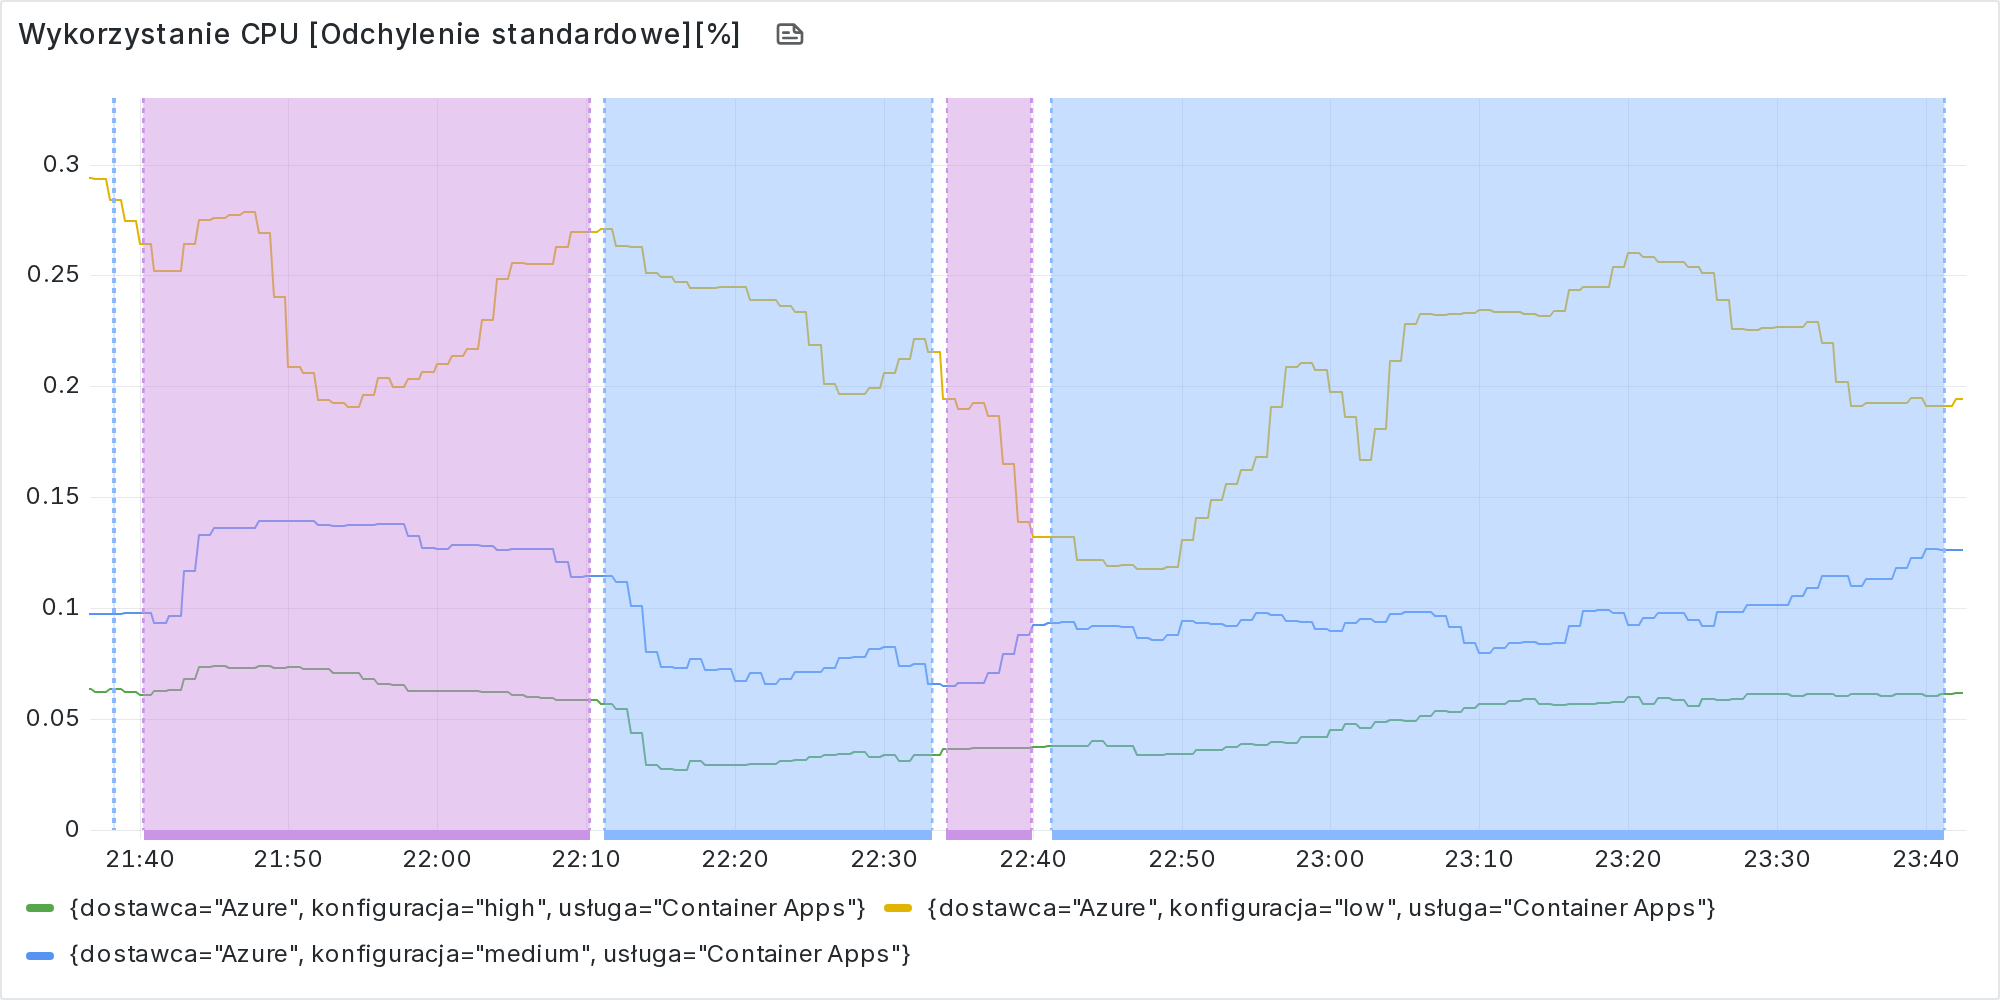 Wykorzystanie CPU [Odchylenie standardowe][%]
0.3
0.25
0.2
0.15
0.1
0.05
0
21:40 21:50 22:00 22:10 22:20 22:30 22:40 22:50 23:00 23:10 23:20 23:30 23:40
{dostawca="Azure", konfiguracja="high", usługa="Container Apps"} {dostawca="Azure", konfiguracja="low", usługa="Container Apps"}
{dostawca="Azure", konfiguracja="medium", usługa="Container Apps"}